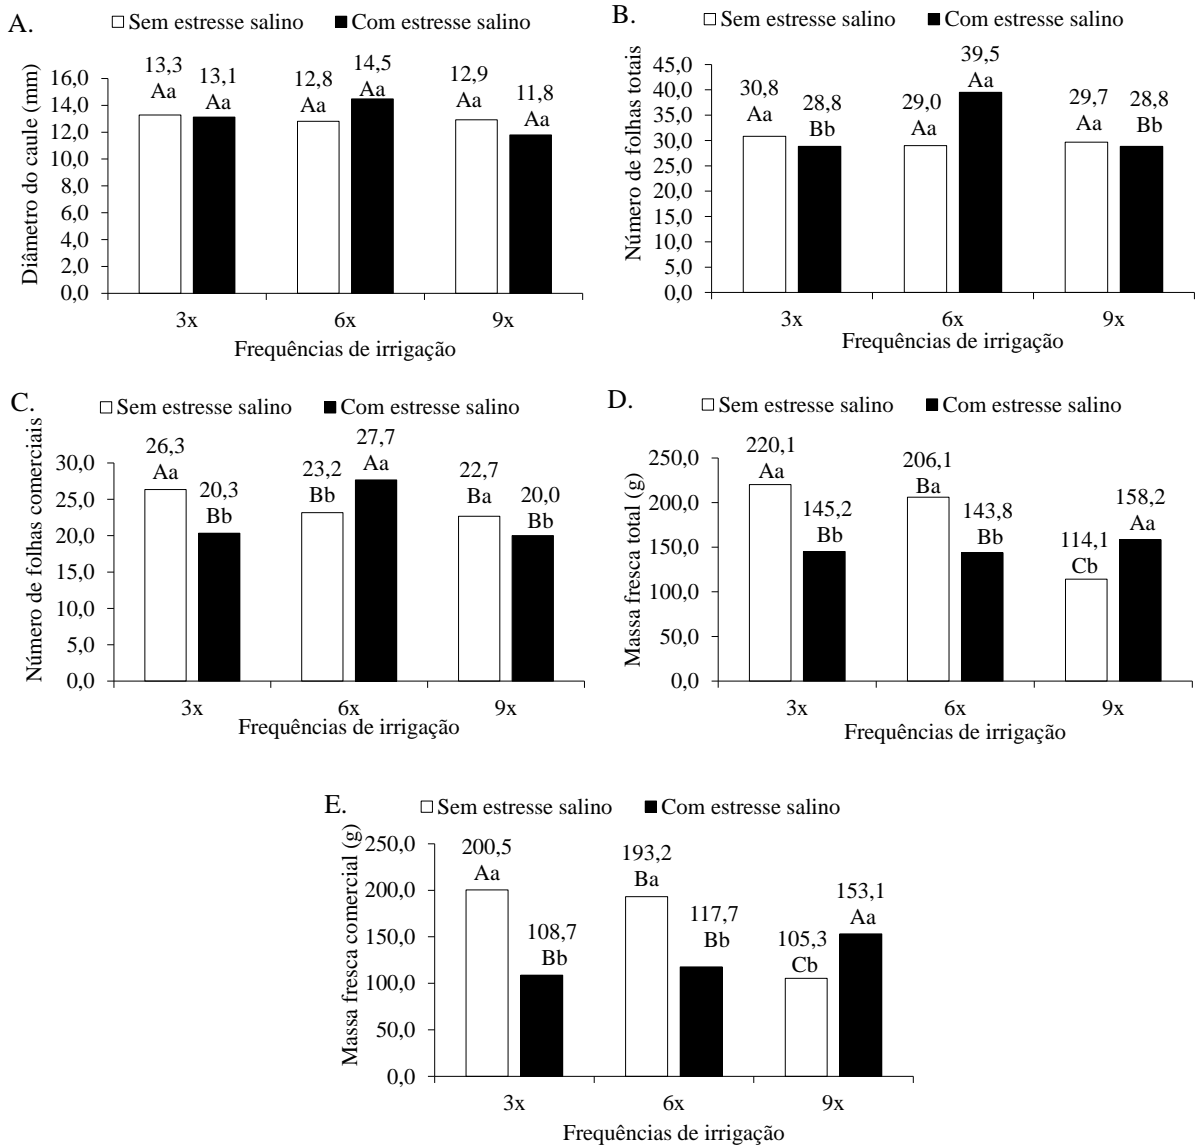 A.
Sem estresse salino Com estresse salino
Diâmetro do caule (mm)
16,0
14,0
12,0
10,0
8,0
6,0
4,0
2,0
0,0
13,3
Aa
13,1
Aa
12,8
Aa
14,5
Aa
12,9
Aa
11,8
Aa
3x 6x 9x
Frequências de irrigação
B.
Sem estresse salino Com estresse salino
Número de folhas totais
45,0
40,0
35,0
30,0
25,0
20,0
15,0
10,0
5,0
0,0
30,8
Aa
28,8
Bb
29,0
Aa
39,5
Aa
29,7
Aa
28,8
Bb
3x 6x 9x
Frequências de irrigação
C.
Sem estresse salino Com estresse salino
Número de folhas comerciais
30,0
25,0
20,0
15,0
10,0
5,0
0,0
26,3
Aa
20,3
Bb
23,2
Bb
27,7
Aa
22,7
Ba
20,0
Bb
3x 6x 9x
Frequências de irrigação
D.
Sem estresse salino Com estresse salino
Massa fresca total (g)
250,0
200,0
150,0
100,0
50,0
0,0
220,1
Aa
145,2
Bb
206,1
Ba
143,8
Bb
114,1
Cb
158,2
Aa
3x 6x 9x
Frequências de irrigação
E.
Sem estresse salino Com estresse salino
Massa fresca comercial (g)
250,0
200,0
150,0
100,0
50,0
0,0
200,5
Aa
108,7
Bb
193,2
Ba
117,7
Bb
105,3
Cb
153,1
Aa
3x 6x 9x
Frequências de irrigação